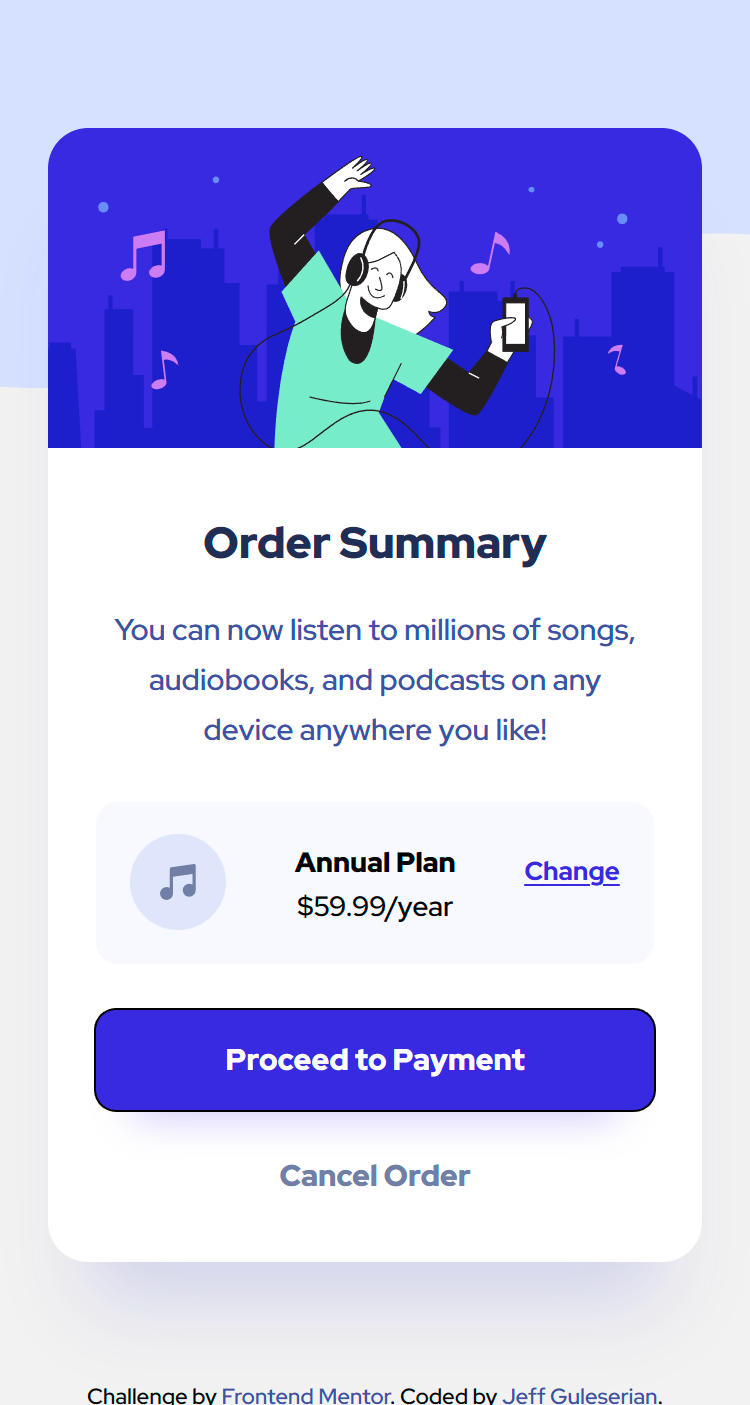 Order Summary
You can now listen to millions of songs,
audiobooks, and podcasts on any
device anywhere you like!
Annual Plan
$59.99/year
Change
Proceed to Payment
Cancel Order
Challenge by Frontend Mentor. Coded by Jeff Guleserian.